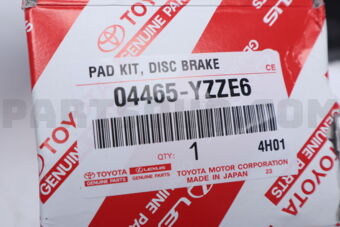 TOYOTA
GENUINE PARTS
LEXUS
PAD KIT, DISC BRAKE
CE
04465-YZZE6
QTY:
1
4H01
TOYOTA
GENUINE PARTS
LEXUS
GENUINE PARTS
TOYOTA MOTOR CORPORATION
MADE IN JAPAN 23